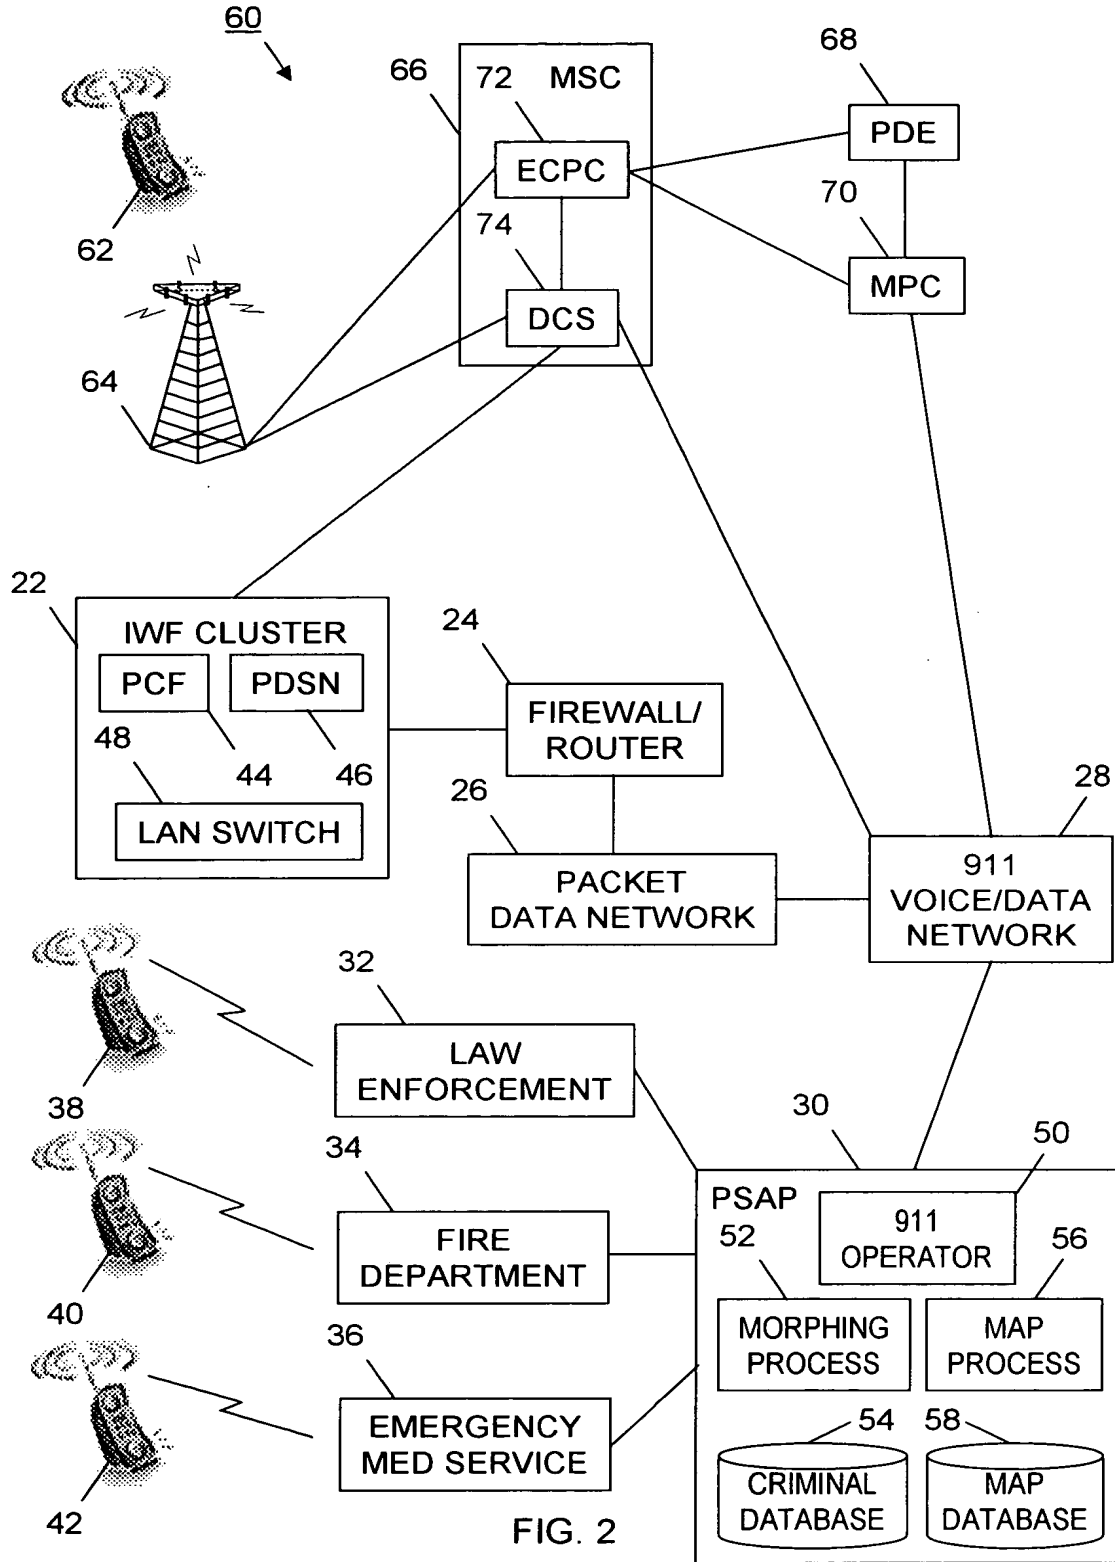 60
68
66
72
MSC
PDE
ECPC
70
62
74
MPC
DCS
64
22
IWF CLUSTER
24
PCF
PDSN
FIREWALL/
ROUTER
48
44
46
26
28
LAN SWITCH
PACKET
DATA NETWORK
911
VOICE/DATA
NETWORK
32
LAW
ENFORCEMENT
38
30
50
34
PSAP
911
OPERATOR
52
56
FIRE
DEPARTMENT
40
36
MORPHING
PROCESS
MAP
PROCESS
54
58
EMERGENCY
MED SERVICE
CRIMINAL
DATABASE
MAP
DATABASE
42
FIG. 2